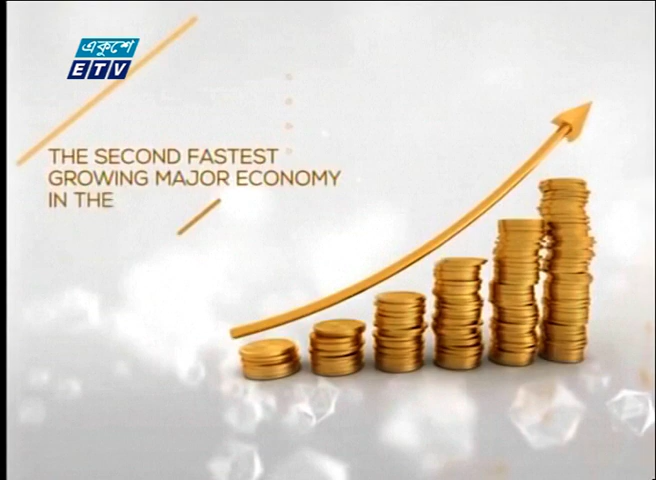 একুশে
ETV
THE SECOND FASTEST
GROWING MAJOR ECONOMY
IN THE